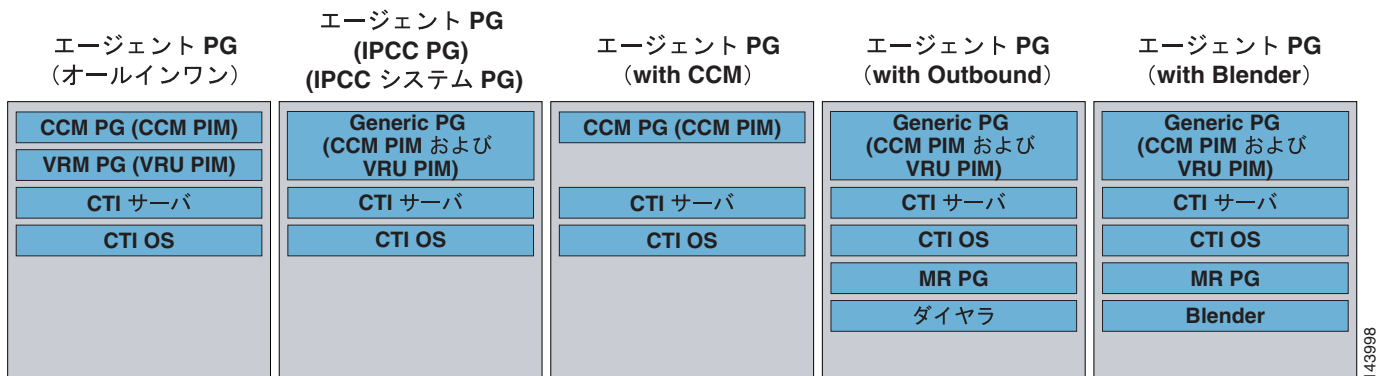 エージェント PG
（オールインワン）
CCM PG (CCM PIM)
VRM PG (VRU PIM)
CTI サーバ
CTI OS
エージェント PG
(IPCC PG)
(IPCC システム PG)
Generic PG
(CCM PIM および
VRU PIM)
CTI サーバ
CTI OS
エージェント PG
（with CCM）
CCM PG (CCM PIM)
CTI サーバ
CTI OS
エージェント PG
（with Outbound）
Generic PG
(CCM PIM および
VRU PIM)
CTI サーバ
CTI OS
MR PG
ダイヤラ
エージェント PG
（with Blender）
Generic PG
(CCM PIM および
VRU PIM)
CTI サーバ
CTI OS
MR PG
Blender
143998